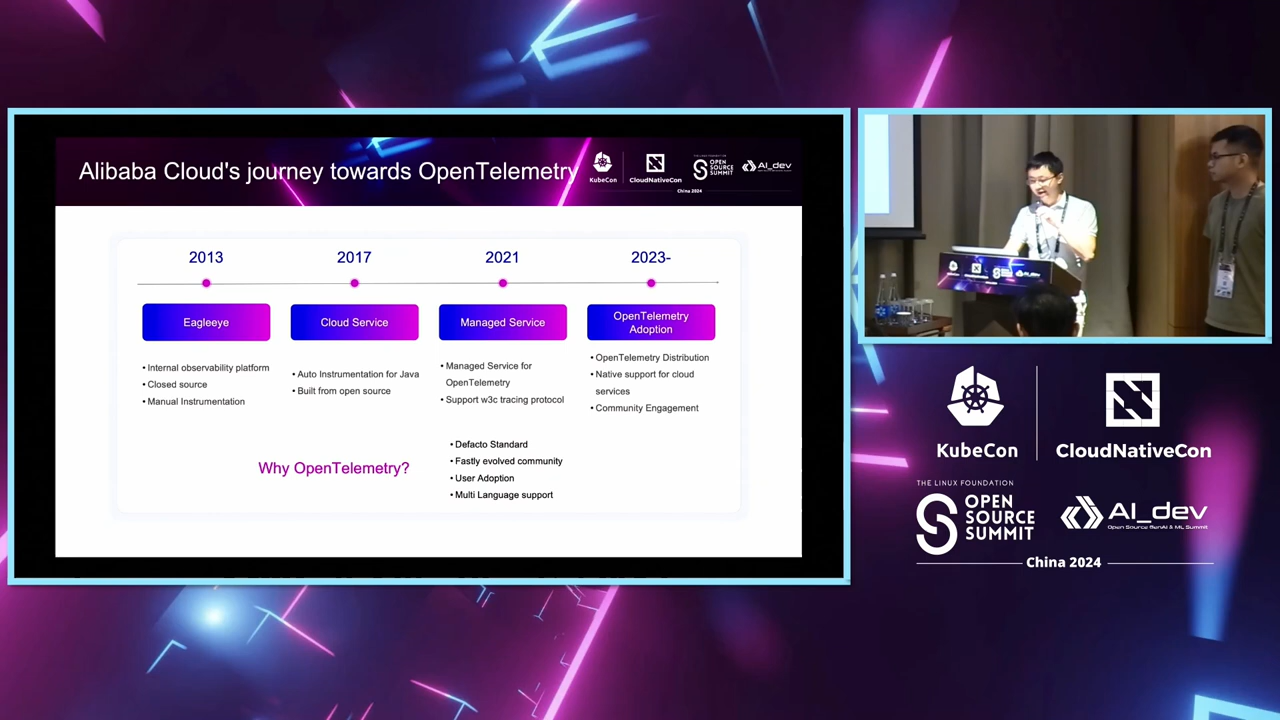 Alibaba Cloud's journey towards OpenTelemetry
KubeCon
CloudNativeCon
OPEN
SOURCE
SUMMIT
AI_dev
China 2024
2013
2017
2021
2023-
Eagleeye
Cloud Service
Managed Service
OpenTelemetry
Adoption
• Internal observability platform
• Closed source
• Manual Instrumentation
• Auto Instrumentation for Java
• Built from open source
• Managed Service for
OpenTelemetry
• Support w3c tracing protocol
• OpenTelemetry Distribution
• Native support for cloud
services
• Community Engagement
Why OpenTelemetry?
• Defacto Standard
• Fastly evolved community
• User Adoption
• Multi Language support
KubeCon
CloudNativeCon
THE LINUX FOUNDATION
OPEN
SOURCE
SUMMIT
AI_dev
Open Source GenAI & ML Summit
China 2024